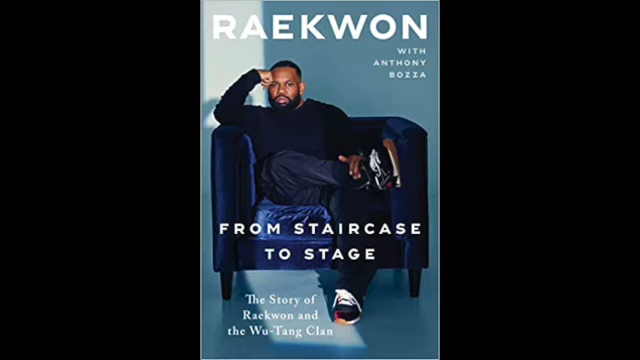 RAEKWON
WITH
ANTHONY
BOZZA
FROM STAIRCASE
TO STAGE
The Story of
Raekwon and
the Wu-Tang Clan